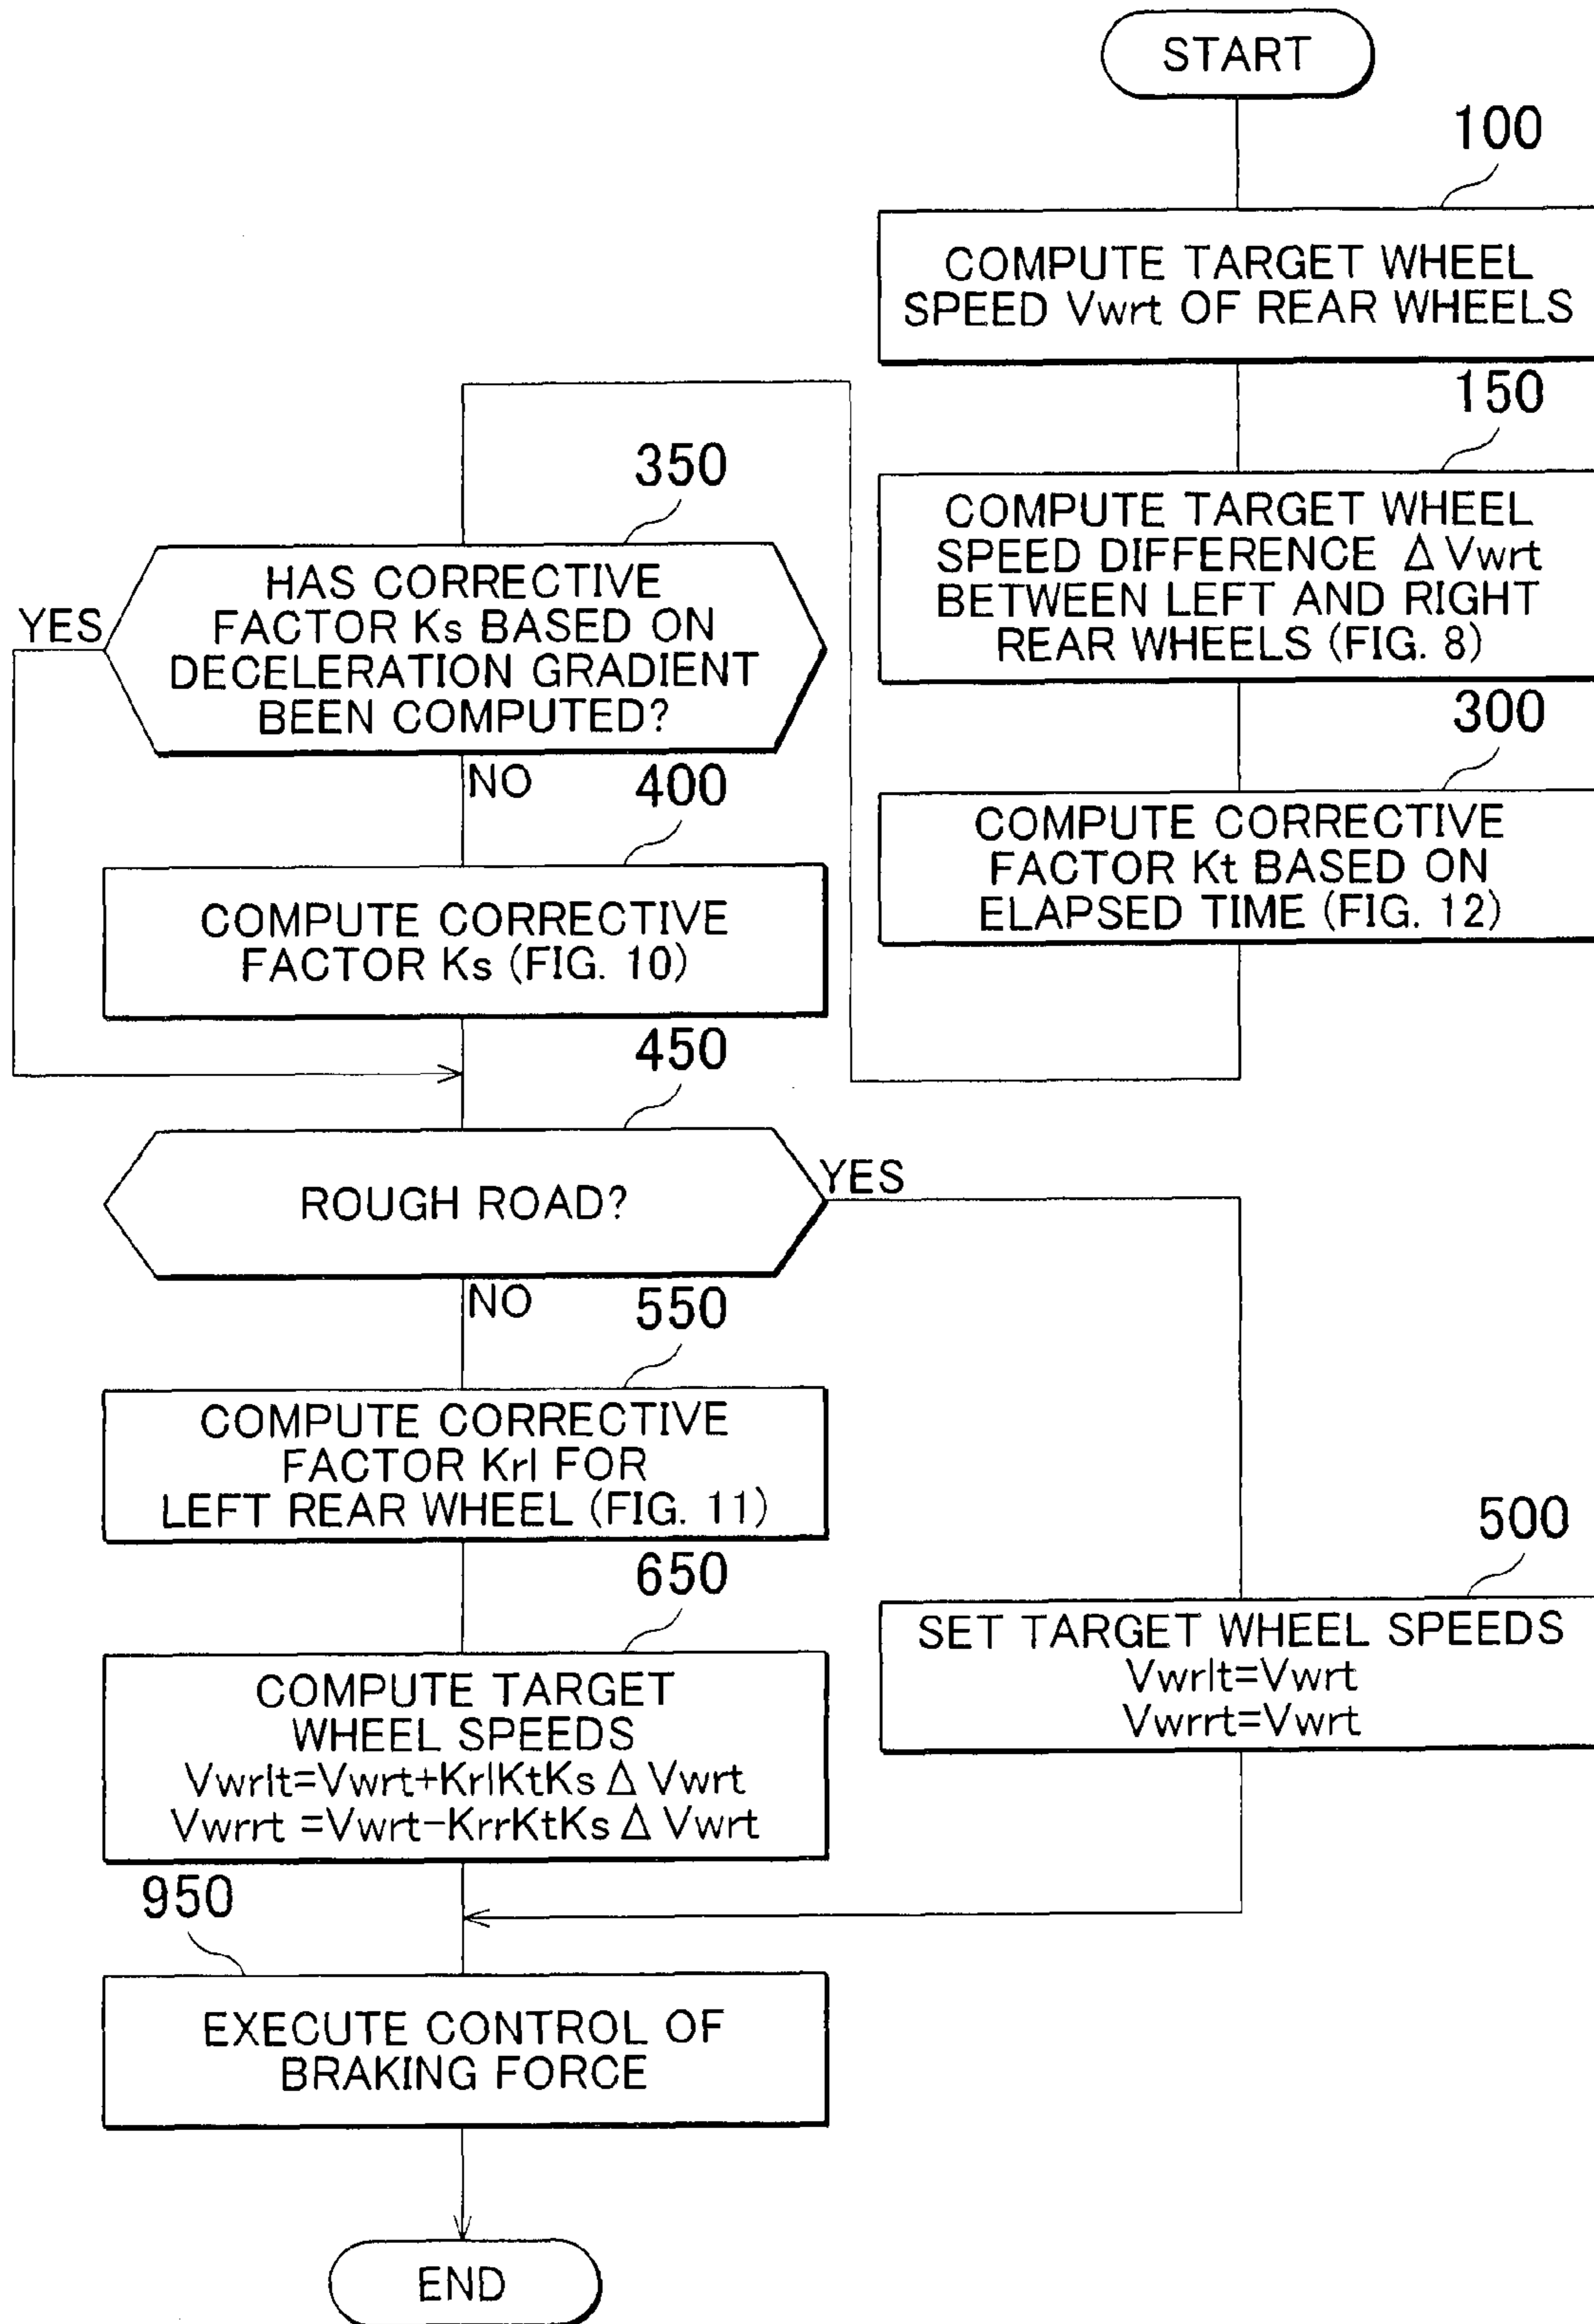 START
100
COMPUTE TARGET WHEEL
SPEED Vwrt OF REAR WHEELS
150
COMPUTE TARGET WHEEL
SPEED DIFFERENCE Δ Vwrt
BETWEEN LEFT AND RIGHT
REAR WHEELS (FIG. 8)
300
COMPUTE CORRECTIVE
FACTOR Kt BASED ON
ELAPSED TIME (FIG. 12)
350
HAS CORRECTIVE
FACTOR Ks BASED ON
DECELERATION GRADIENT
BEEN COMPUTED?
YES
NO
400
COMPUTE CORRECTIVE
FACTOR Ks (FIG. 10)
450
ROUGH ROAD?
YES
NO
550
COMPUTE CORRECTIVE
FACTOR Krl FOR
LEFT REAR WHEEL (FIG. 11)
650
COMPUTE TARGET
WHEEL SPEEDS
Vwrlt=Vwrt+KrlKtKs Δ Vwrt
Vwrrt =Vwrt-KrrKtKs Δ Vwrt
500
SET TARGET WHEEL SPEEDS
Vwrlt=Vwrt
Vwrrt=Vwrt
950
EXECUTE CONTROL OF
BRAKING FORCE
END